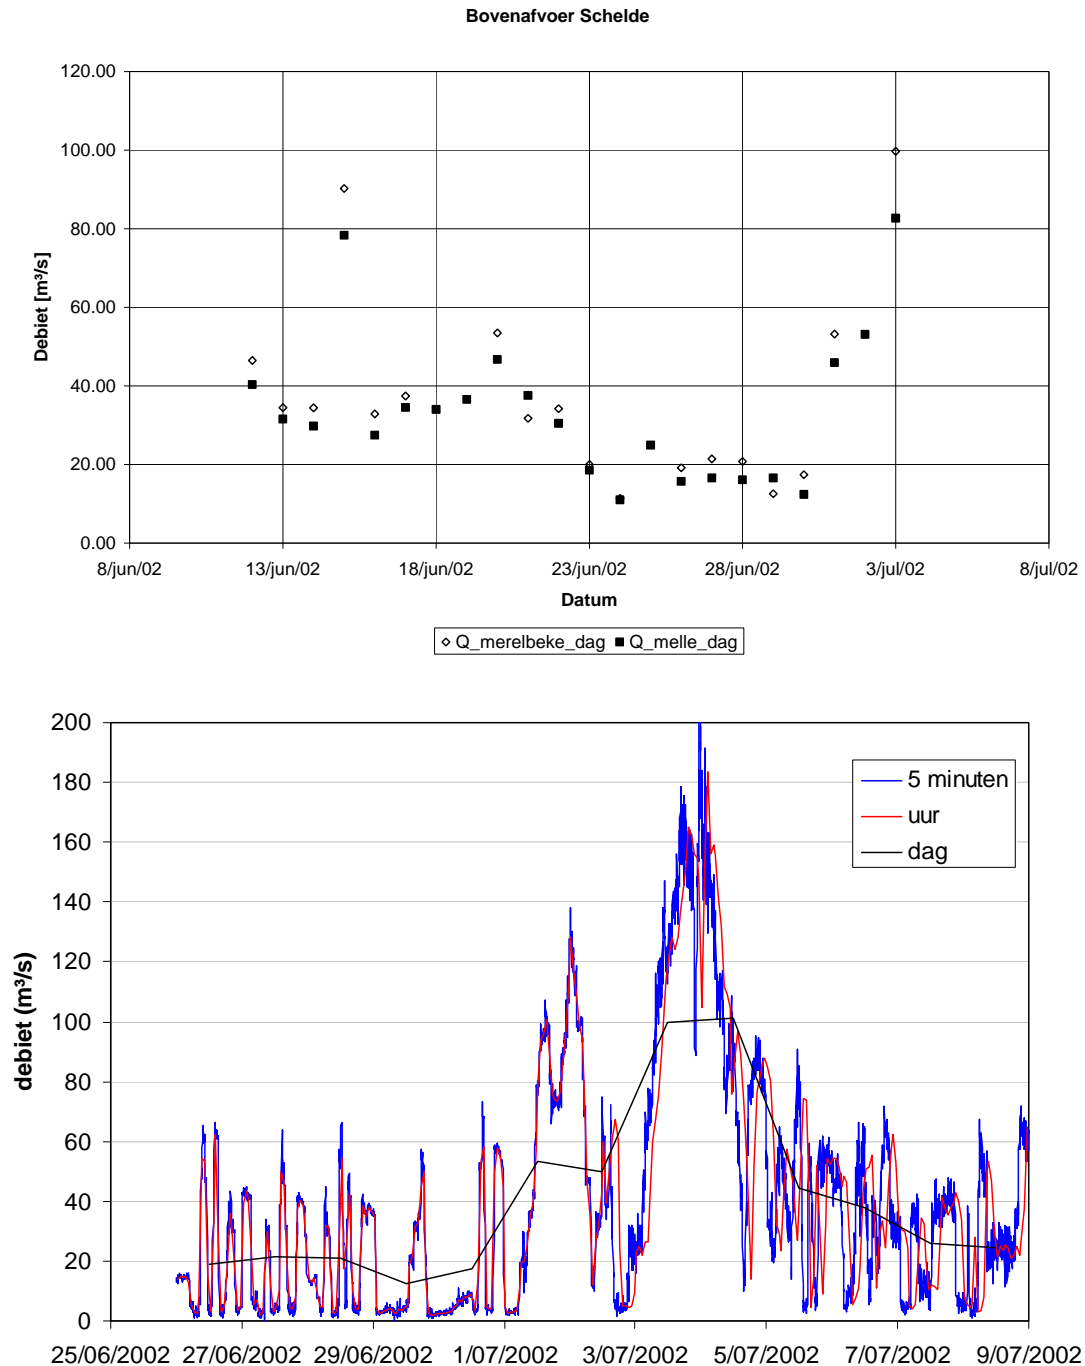 Bovenafvoer Schelde
120.00
100.00
80.00
60.00
40.00
20.00
0.00
Debiet [m³/s]
8/jun/02 13/jun/02 18/jun/02 23/jun/02 28/jun/02 3/jul/02 8/jul/02
Datum
Q_merelbeke_dag Q_melle_dag
200
180
160
140
120
100
80
60
40
20
0
debiet (m³/s)
5 minuten
uur
dag
25/06/2002 27/06/2002 29/06/2002 1/07/2002 3/07/2002 5/07/2002 7/07/2002 9/07/2002